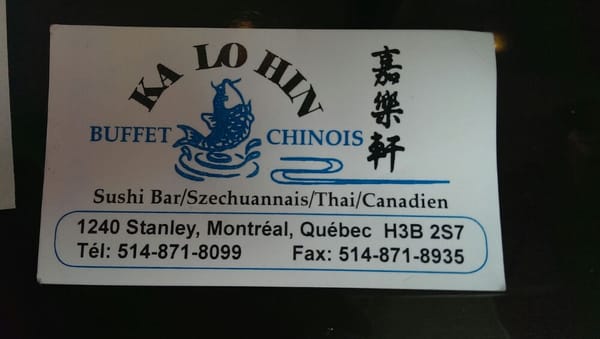 KA LO HIN
嘉樂軒
BUFFET CHINOIS
Sushi Bar/Szechuannais/Thai/Canadien
1240 Stanley, Montréal, Québec H3B 2S7
Tél: 514-871-8099 Fax: 514-871-8935